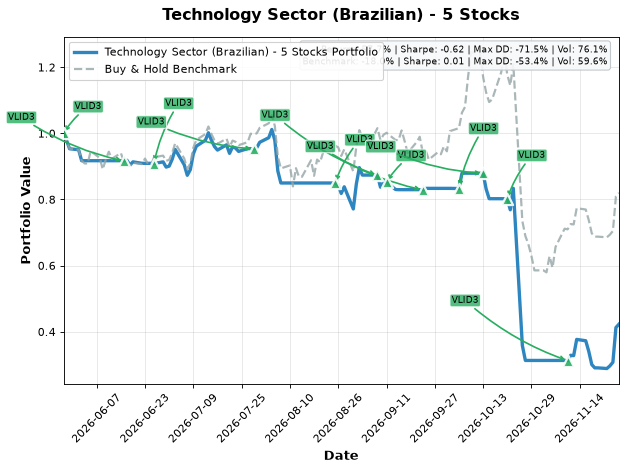 Technology Sector (Brazilian) - 5 Stocks
% | Sharpe: -0.62 | Max DD: -71.5% | Vol: 76.1%
Benchmark: -18.0% | Sharpe: 0.01 | Max DD: -53.4% | Vol: 59.6%
Technology Sector (Brazilian) - 5 Stocks Portfolio
Buy & Hold Benchmark
VLID3
VLID3
VLID3
VLID3
VLID3
VLID3
VLID3
VLID3
VLID3
VLID3
VLID3
VLID3
Portfolio Value
1.2
1.0
0.8
0.6
0.4
2026-06-07
2026-06-23
2026-07-09
2026-07-25
2026-08-10
2026-08-26
2026-09-11
2026-09-27
2026-10-13
2026-10-29
2026-11-14
Date